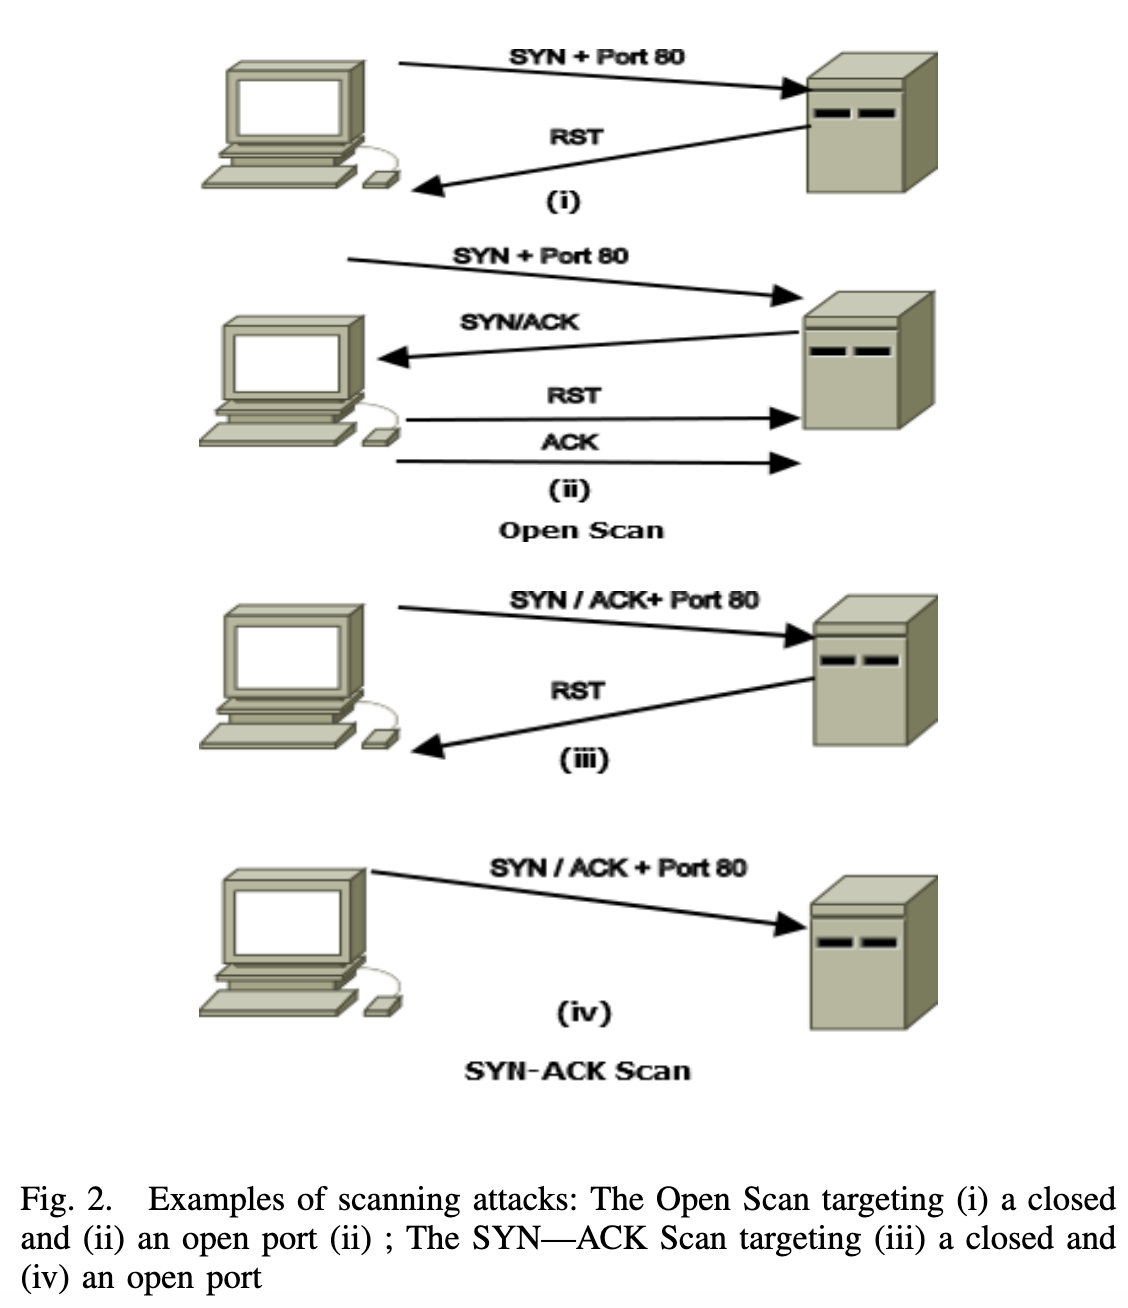 SYN + Port 80
RST
(i)
SYN + Port 80
SYN/ACK
RST
ACK
(ii)
Open Scan
SYN / ACK+ Port 80
RST
(iii)
SYN / ACK + Port 80
(iv)
SYN-ACK Scan
Fig. 2. Examples of scanning attacks: The Open Scan targeting (i) a closed
and (ii) an open port (ii) ; The SYN—ACK Scan targeting (iii) a closed and
(iv) an open port